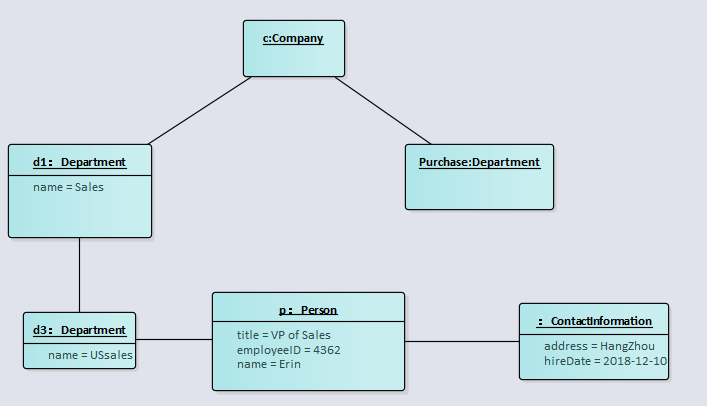 c:Company
d1： Department
name = Sales
Purchase:Department
d3： Department
name = USsales
p： Person
title = VP of Sales
employeeID = 4362
name = Erin
： ContactInformation
address = HangZhou
hireDate = 2018-12-10